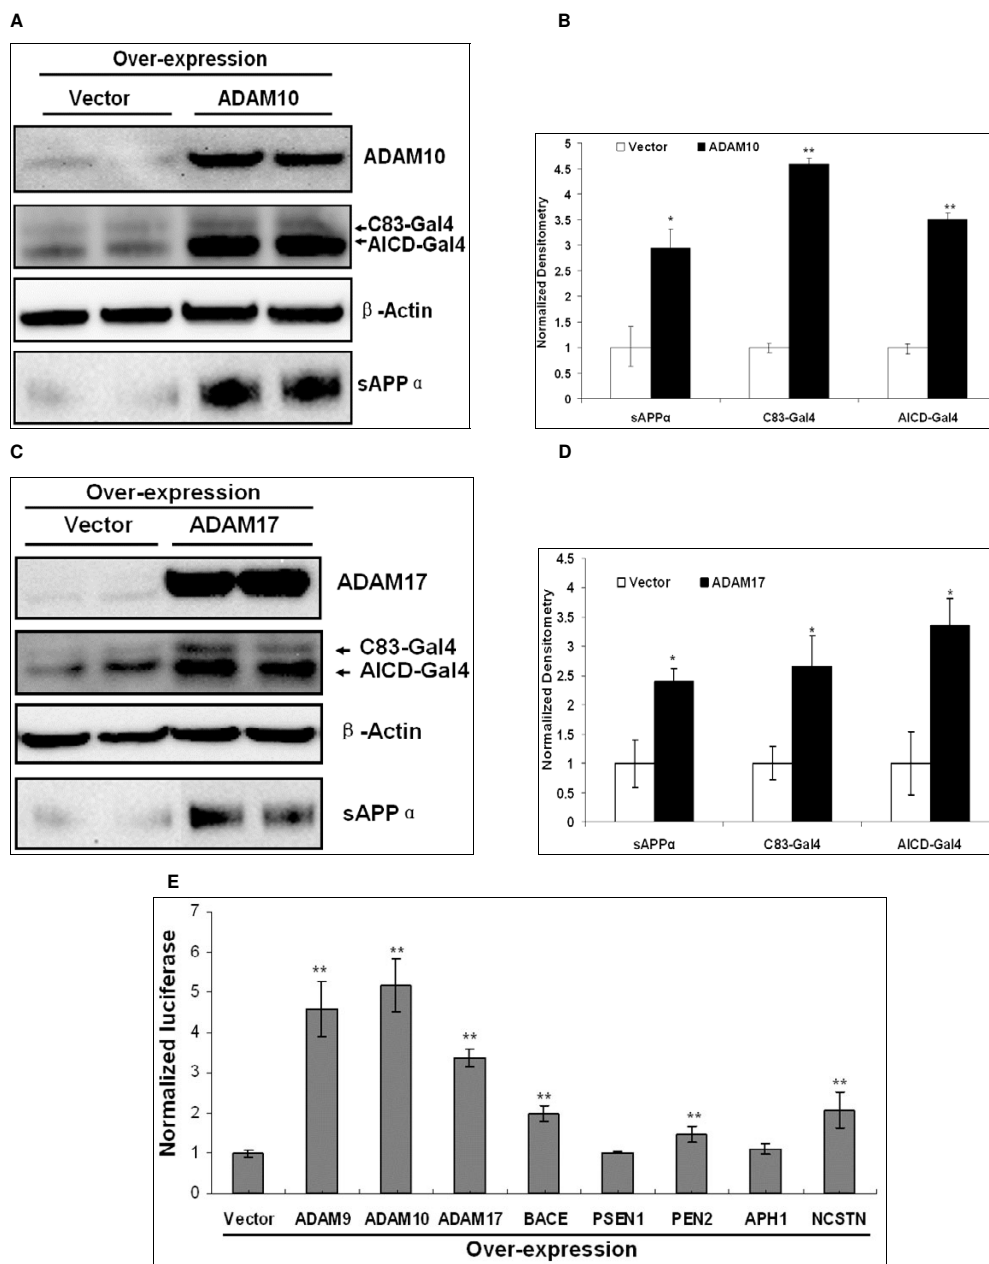 A
Over-expression
Vector ADAM10
ADAM10
C83-Gal4
AICD-Gal4
β-Actin
sAPP α
B
Vector ADAM10
Normalized Densitometry
5
4.5
4
3.5
3
2.5
2
1.5
1
0.5
0
*
**
**
sAPPα C83-Gal4 AICD-Gal4
C
Over-expression
Vector ADAM17
ADAM17
C83-Gal4
AICD-Gal4
β-Actin
sAPP α
D
Vector ADAM17
Normalilzed Densitometry
4.5
4
3.5
3
2.5
2
1.5
1
0.5
0
*
*
*
sAPPα C83-Gal4 AICD-Gal4
E
Normalized luciferase
7
6
5
4
3
2
1
0
**
**
**
**
**
**
Vector ADAM9 ADAM10 ADAM17 BACE PSEN1 PEN2 APH1 NCSTN
Over-expression